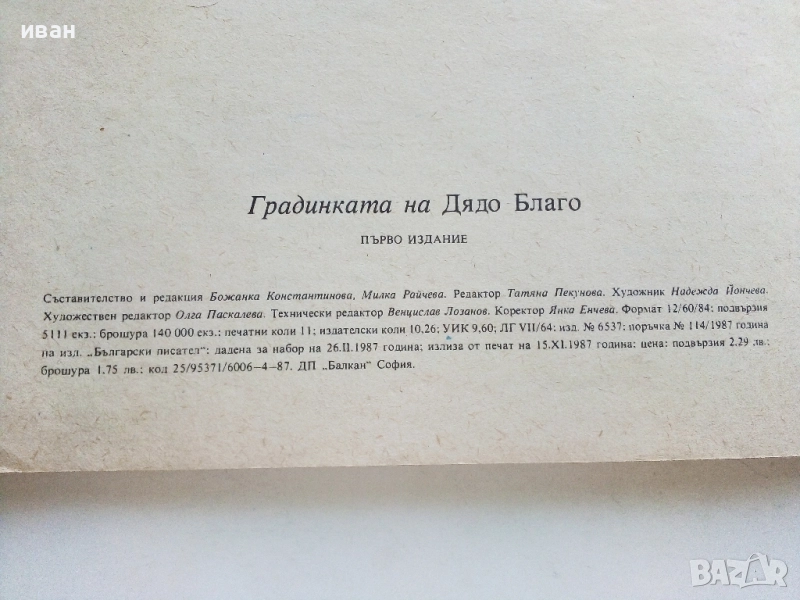 иван
Градинката на Дядо Благо
ПЪРВО ИЗДАНИЕ
Съставителство и редакция Божанка Константинова, Милка Райчева. Редактор Татяна Пекунова. Художник Надежда Йончева.
Художествен редактор Олга Паскалева. Технически редактор Венцислав Лозанов. Коректор Янка Енчева. Формат 12/60/84; подвързия
5111 екз.; брошура 140 000 екз.; печатни коли 11; издателски коли 10,26; УИК 9,60; ЛГ VII/64; изд. № 6537; поръчка № 114/1987 година
на изд. „Български писател“; дадена за набор на 26.II.1987 година; излиза от печат на 15.XI.1987 година; цена: подвързия 2.29 лв.;
брошура 1.75 лв.; код 25/95371/6006–4–87. ДП „Балкан“ София.
BAZAR